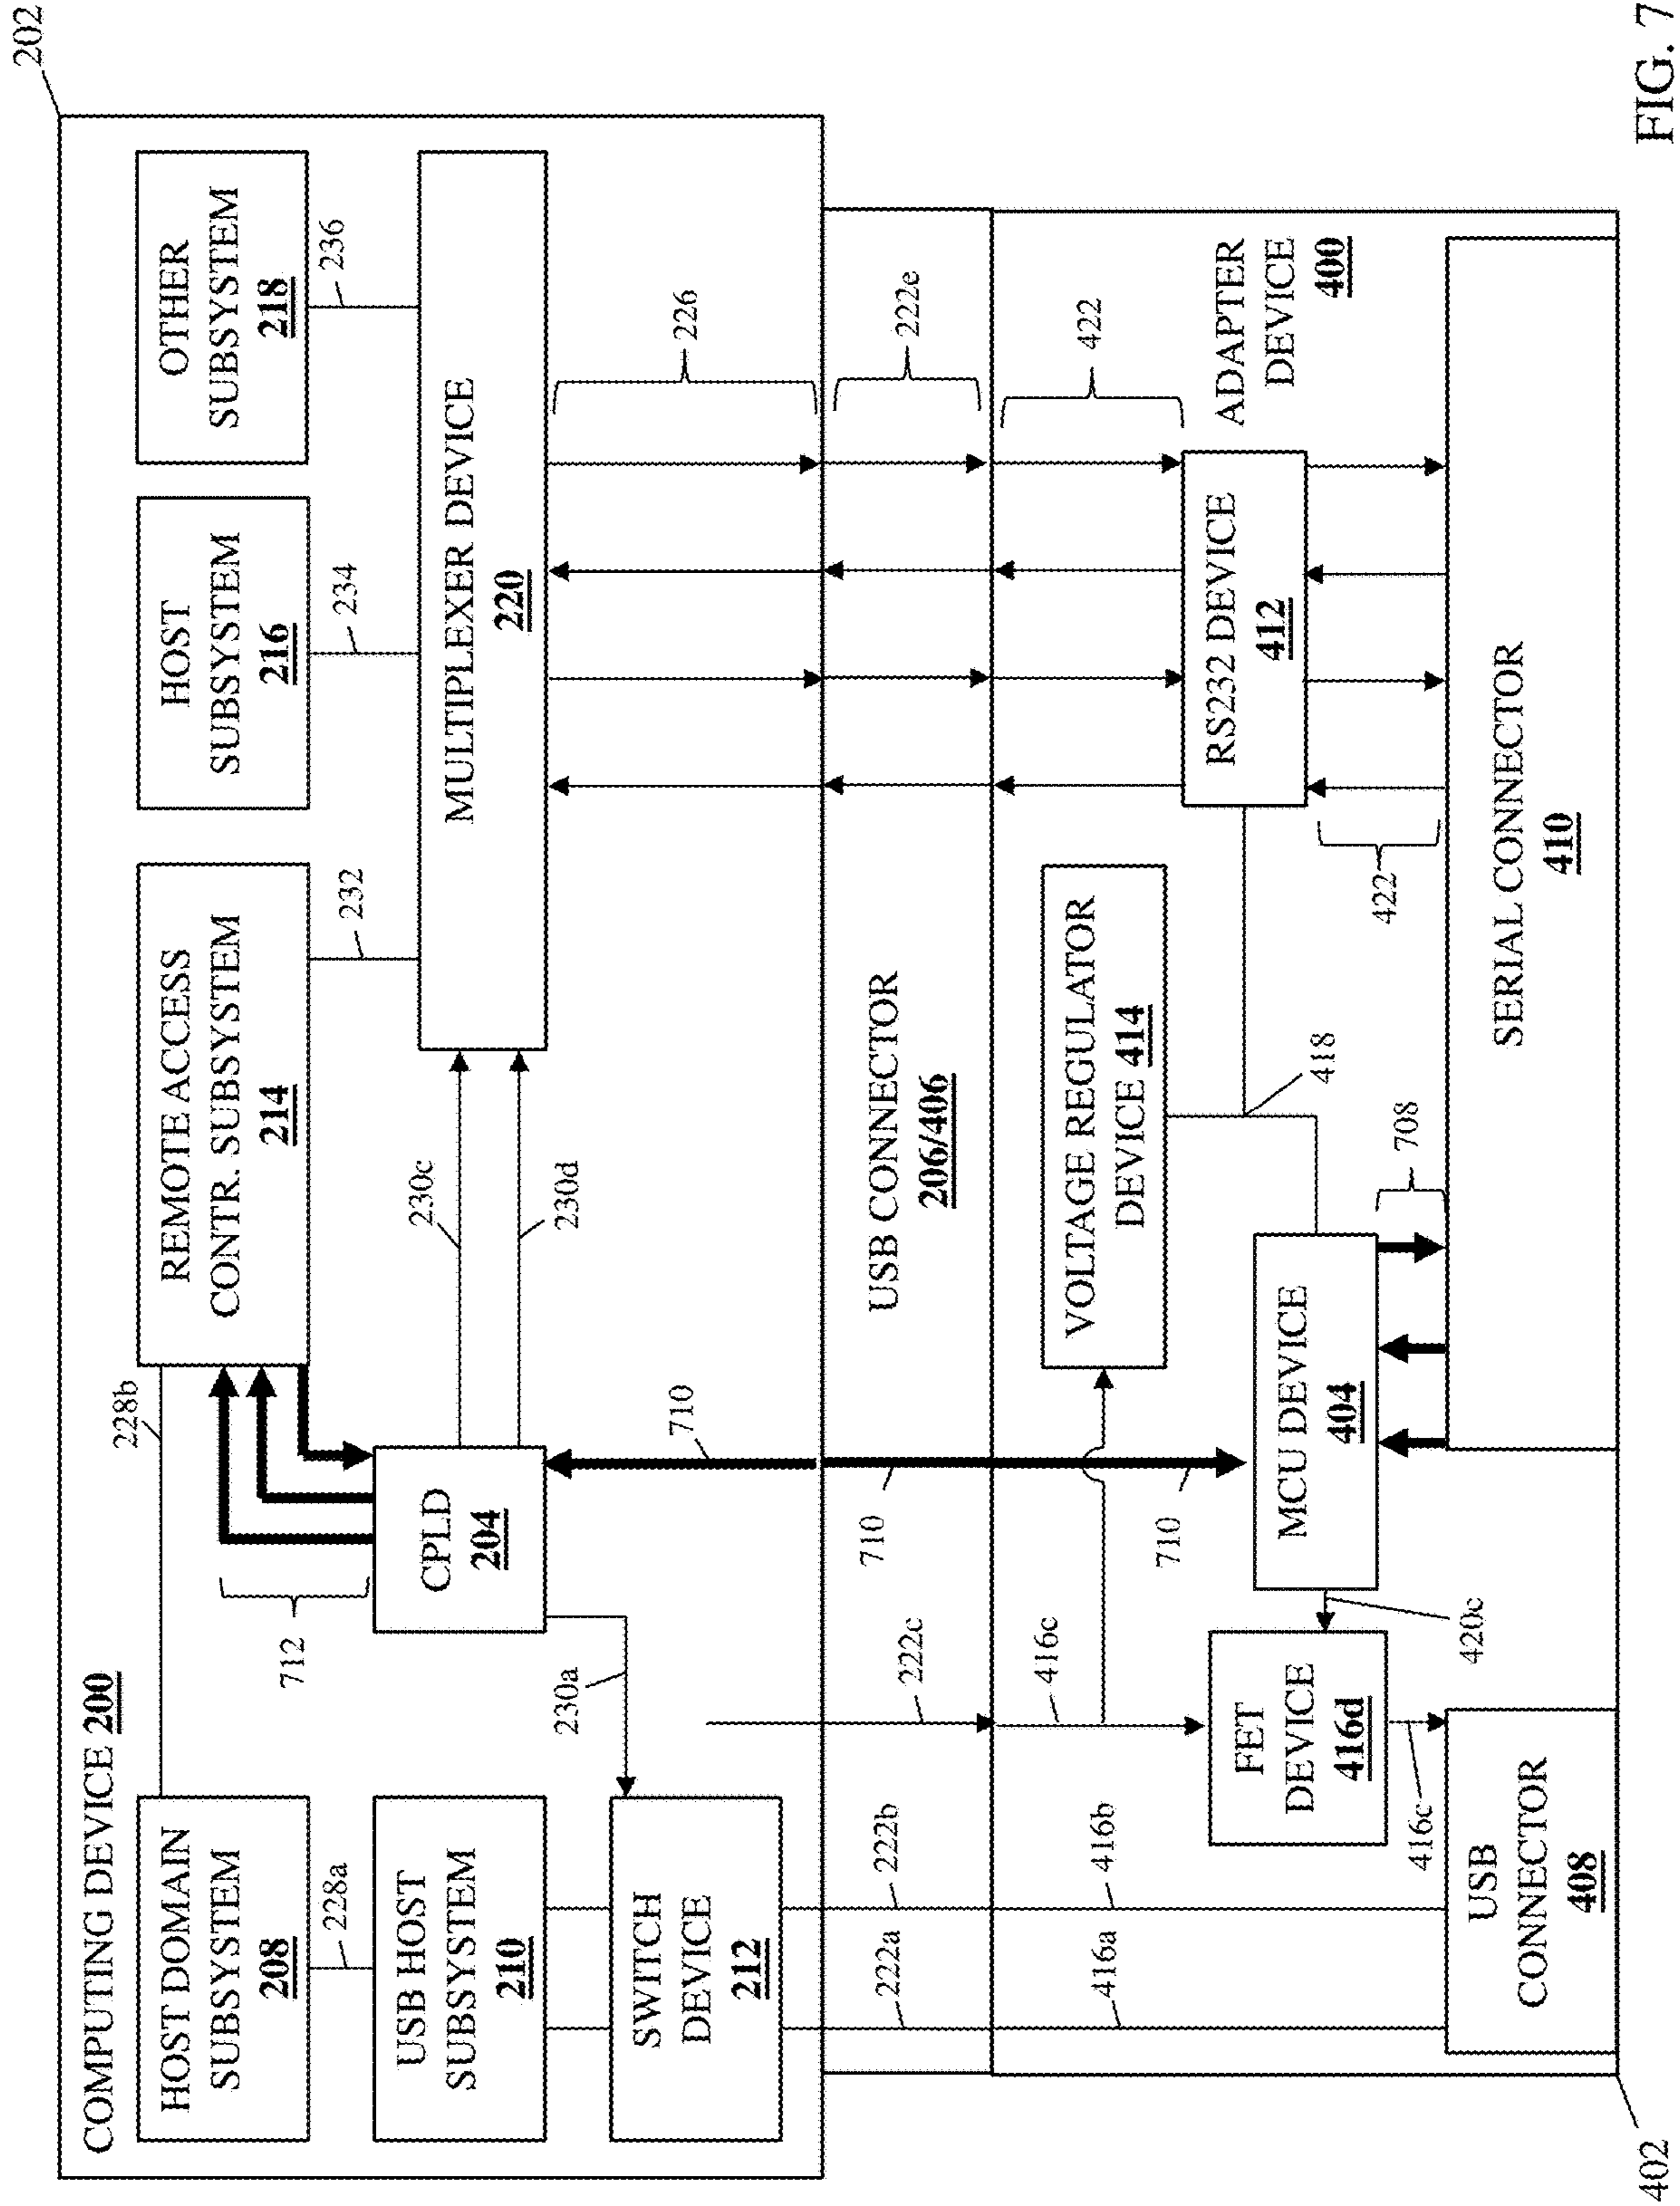 202
COMPUTING DEVICE 200
HOST DOMAIN
SUBSYSTEM
208
228b
REMOTE ACCESS
CONTR. SUBSYSTEM
214
HOST
SUBSYSTEM
216
OTHER
SUBSYSTEM
218
228a
712
232
234
236
USB HOST
SUBSYSTEM
210
CPLD
204
230c
230d
MULTIPLEXER DEVICE
220
230a
SWITCH
DEVICE
212
710
226
222a
222b
222c
710
USB CONNECTOR
206/406
222e
416a
416b
416c
710
VOLTAGE REGULATOR
DEVICE 414
422
ADAPTER
DEVICE
400
FET
DEVICE
416d
MCU DEVICE
404
RS232 DEVICE
412
418
420c
416c
708
422
USB
CONNECTOR
408
SERIAL CONNECTOR
410
402
FIG. 7